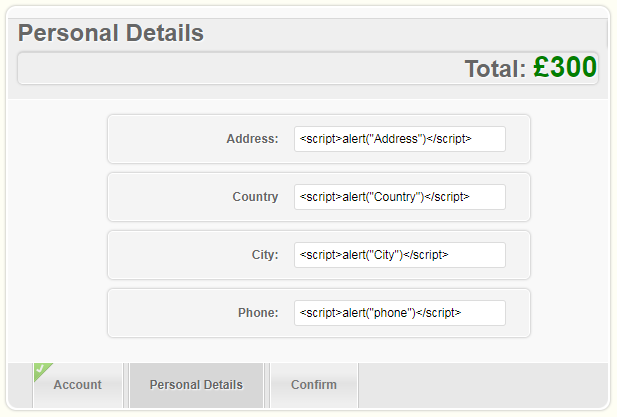 Personal Details
Total: £300
Address: <script>alert("Address")</script>
Country <script>alert("Country")</script>
City: <script>alert("City")</script>
Phone: <script>alert("phone")</script>
Account Personal Details Confirm